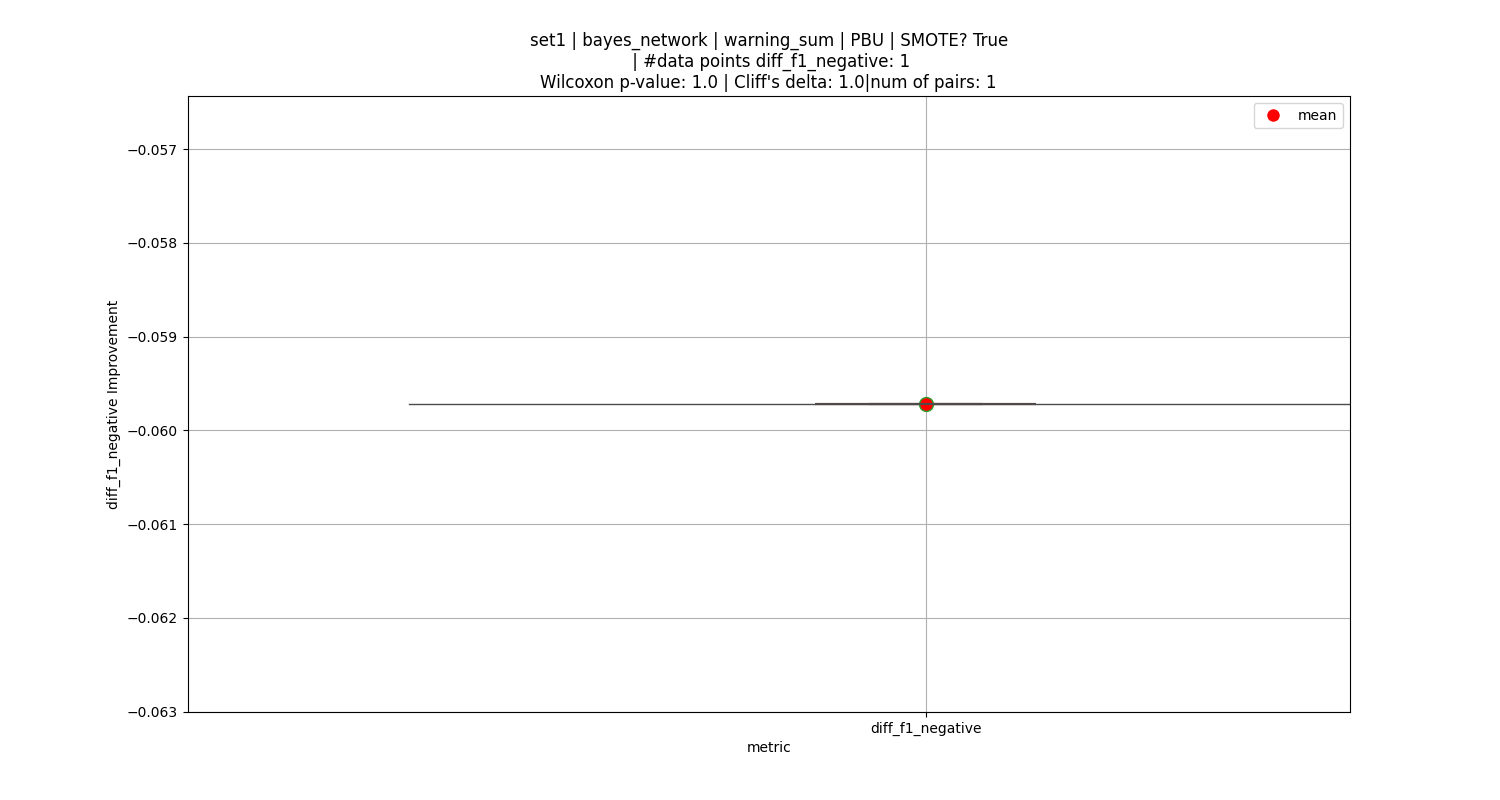 set1 | bayes_network | warning_sum | PBU | SMOTE? True
| #data points diff_f1_negative: 1
Wilcoxon p-value: 1.0 | Cliff's delta: 1.0|num of pairs: 1
mean
−0.057
−0.058
−0.059
−0.060
−0.061
−0.062
−0.063
diff_f1_negative Improvement
diff_f1_negative
metric